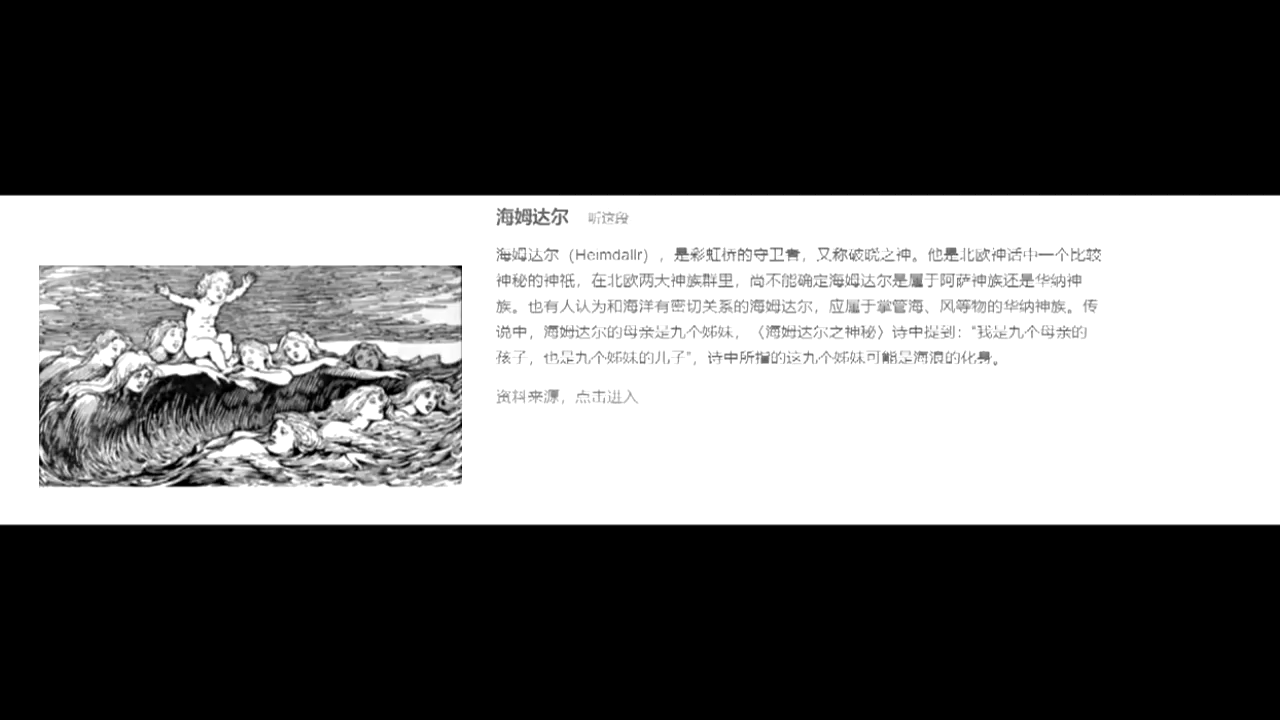 海姆达尔 听这段
海姆达尔（Heimdallr），是彩虹桥的守卫者，又称破晓之神。他是北欧神话中一个比较
神秘的神祇，在北欧两大神族群里，尚不能确定海姆达尔是属于阿萨神族还是华纳神
族。也有人认为和海洋有密切关系的海姆达尔，应属于掌管海、风等物的华纳神族。传
说中，海姆达尔的母亲是九个姊妹，《海姆达尔之神秘》诗中提到：“我是九个母亲的
孩子，也是九个姊妹的儿子”，诗中所指的这九个姊妹可能是海浪的化身。
资料来源，点击进入